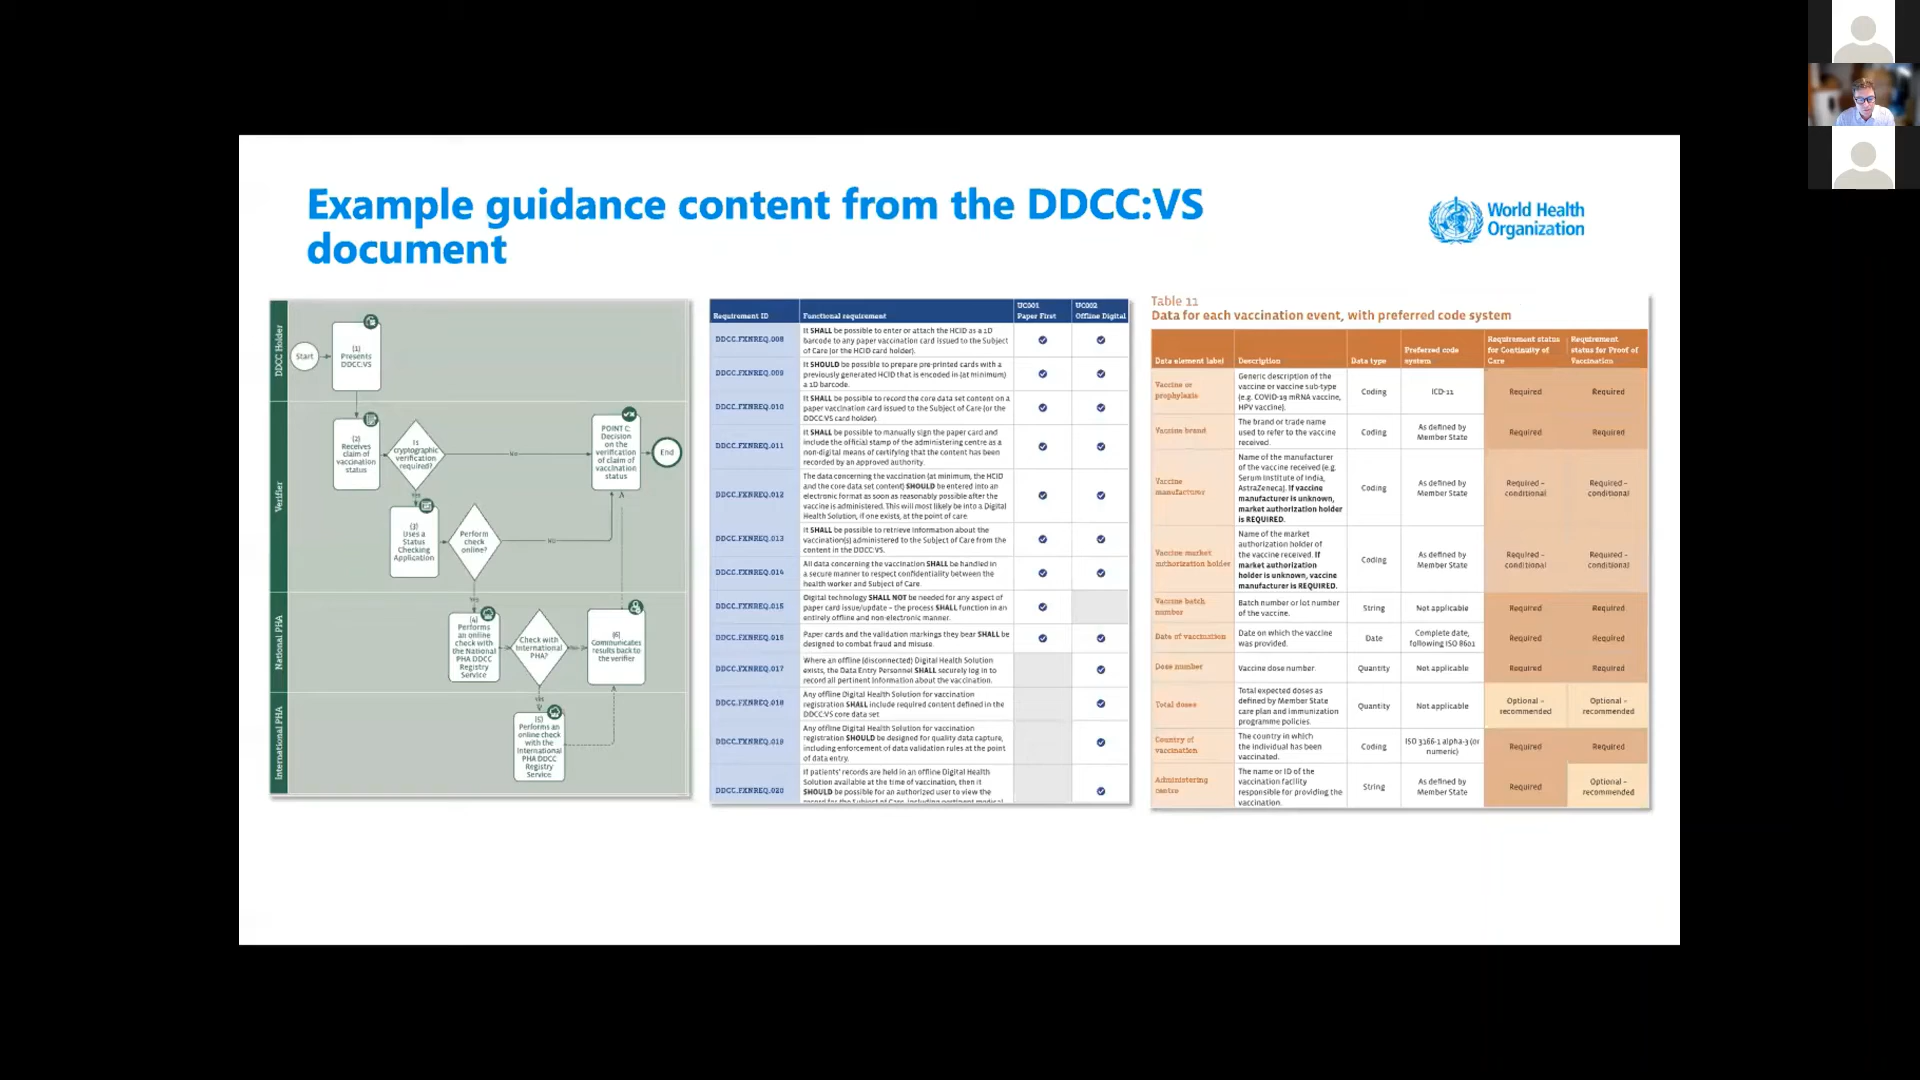 Example guidance content from the DDCC:VS
document
World Health
Organization
DDCC Holder
Start
(1)
Presents
DDCC:VS
Verifier
(2)
Receives
claim of
vaccination
status
Is
cryptographic
verification
required?
No
Yes
POINT C:
Decision
on the
verification
of claim of
vaccination
status
End
(3)
Uses a
Status
Checking
Application
Perform
check
online?
No
Yes
National PHA
(4)
Performs
an online
check with
the National
PHA DDCC
Registry
Service
Check with
International
PHA?
No
Yes
(6)
Communicates
results back to
the verifier
International PHA
(5)
Performs an
online check
with the
International
PHA DDCC
Registry
Service
Requirement ID
Functional requirement
UC001
Paper First
UC002
Offline Digital
DDCC.FXNREQ.008
It SHALL be possible to enter or attach the HCID as a 1D
barcode to any paper vaccination card issued to the Subject
of Care (or the HCID card holder).
DDCC.FXNREQ.009
It SHOULD be possible to prepare pre-printed cards with a
previously generated HCID that is encoded in (at minimum)
a 1D barcode.
DDCC.FXNREQ.010
It SHALL be possible to record the core data set content on a
paper vaccination card issued to the Subject of Care (or the
DDCC:VS card holder).
DDCC.FXNREQ.011
It SHALL be possible to manually sign the paper card and
include the official stamp of the administering centre as a
non-digital means of certifying that the content has been
recorded by an approved authority.
DDCC.FXNREQ.012
The data concerning the vaccination (at minimum, the HCID
and the core data set content) SHOULD be entered into an
electronic format as soon as reasonably possible after the
vaccine is administered. This will most likely be into a Digital
Health Solution, if one exists, at the point of care.
DDCC.FXNREQ.013
It SHALL be possible to retrieve information about the
vaccination(s) administered to the Subject of Care from the
content in the DDCC:VS.
DDCC.FXNREQ.014
All data concerning the vaccination SHALL be handled in
a secure manner to respect confidentiality between the
health worker and Subject of Care.
DDCC.FXNREQ.015
Digital technology SHALL NOT be needed for any aspect of
paper card issue/update – the process SHALL function in an
entirely offline and non-electronic manner.
DDCC.FXNREQ.016
Paper cards and the validation markings they bear SHALL be
designed to combat fraud and misuse.
DDCC.FXNREQ.017
Where an offline (disconnected) Digital Health Solution
exists, the Data Entry Personnel SHALL securely log in to
record all pertinent information about the vaccination.
DDCC.FXNREQ.018
Any offline Digital Health Solution for vaccination
registration SHALL include required content defined in the
DDCC:VS core data set
DDCC.FXNREQ.019
Any offline Digital Health Solution for vaccination
registration SHOULD be designed for quality data capture,
including enforcement of data validation rules at the point
of data entry.
DDCC.FXNREQ.020
If patients' records are held in an offline Digital Health
Solution available at the time of vaccination, then it
SHOULD be possible for an authorized user to view the
record for the Subject of Care, including pertinent medical
Table 11
Data for each vaccination event, with preferred code system
Data element label
Description
Data type
Preferred code
system
Requirement status
for Continuity of
Care
Requirement
status for Proof of
Vaccination
Vaccine or
prophylaxis
Generic description of the
vaccine or vaccine sub-type
(e.g. COVID-19 mRNA vaccine,
HPV vaccine).
Coding
ICD-11
Required
Required
Vaccine brand
The brand or trade name
used to refer to the vaccine
received.
Coding
As defined by
Member State
Required
Required
Vaccine
manufacturer
Name of the manufacturer
of the vaccine received (e.g.
Serum Institute of India,
AstraZeneca). If vaccine
manufacturer is unknown,
market authorization holder
is REQUIRED.
Coding
As defined by
Member State
Required –
conditional
Required –
conditional
Vaccine market
authorization holder
Name of the market
authorization holder of
the vaccine received. If
market authorization
holder is unknown, vaccine
manufacturer is REQUIRED.
Coding
As defined by
Member State
Required –
conditional
Required –
conditional
Vaccine batch
number
Batch number or lot number
of the vaccine.
String
Not applicable
Required
Required
Date of vaccination
Date on which the vaccine
was provided.
Date
Complete date,
following ISO 8601
Required
Required
Dose number
Vaccine dose number.
Quantity
Not applicable
Required
Required
Total doses
Total expected doses as
defined by Member State
care plan and immunization
programme policies.
Quantity
Not applicable
Optional –
recommended
Optional –
recommended
Country of
vaccination
The country in which
the individual has been
vaccinated.
Coding
ISO 3166-1 alpha-3 (or
numeric)
Required
Required
Administering
centre
The name or ID of the
vaccination facility
responsible for providing the
vaccination.
String
As defined by
Member State
Required
Optional –
recommended